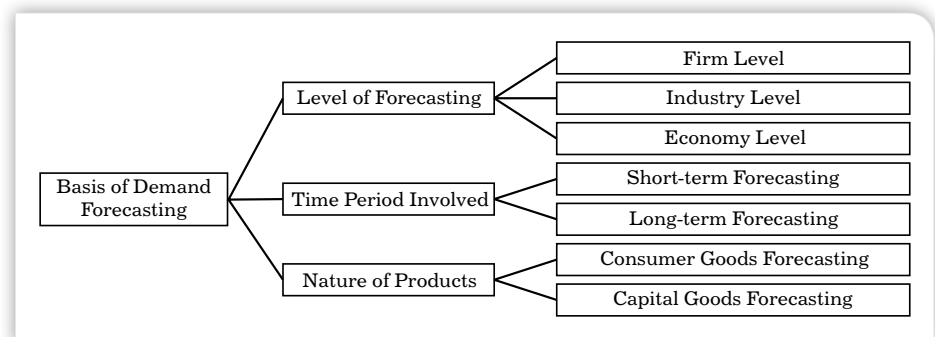 Basis of Demand
Forecasting
Level of Forecasting
Firm Level
Industry Level
Economy Level
Time Period Involved
Short-term Forecasting
Long-term Forecasting
Nature of Products
Consumer Goods Forecasting
Capital Goods Forecasting